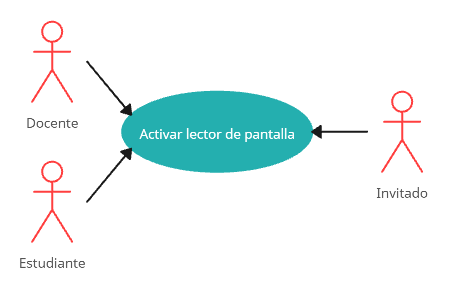 Docente
Activar lector de pantalla
Invitado
Estudiante